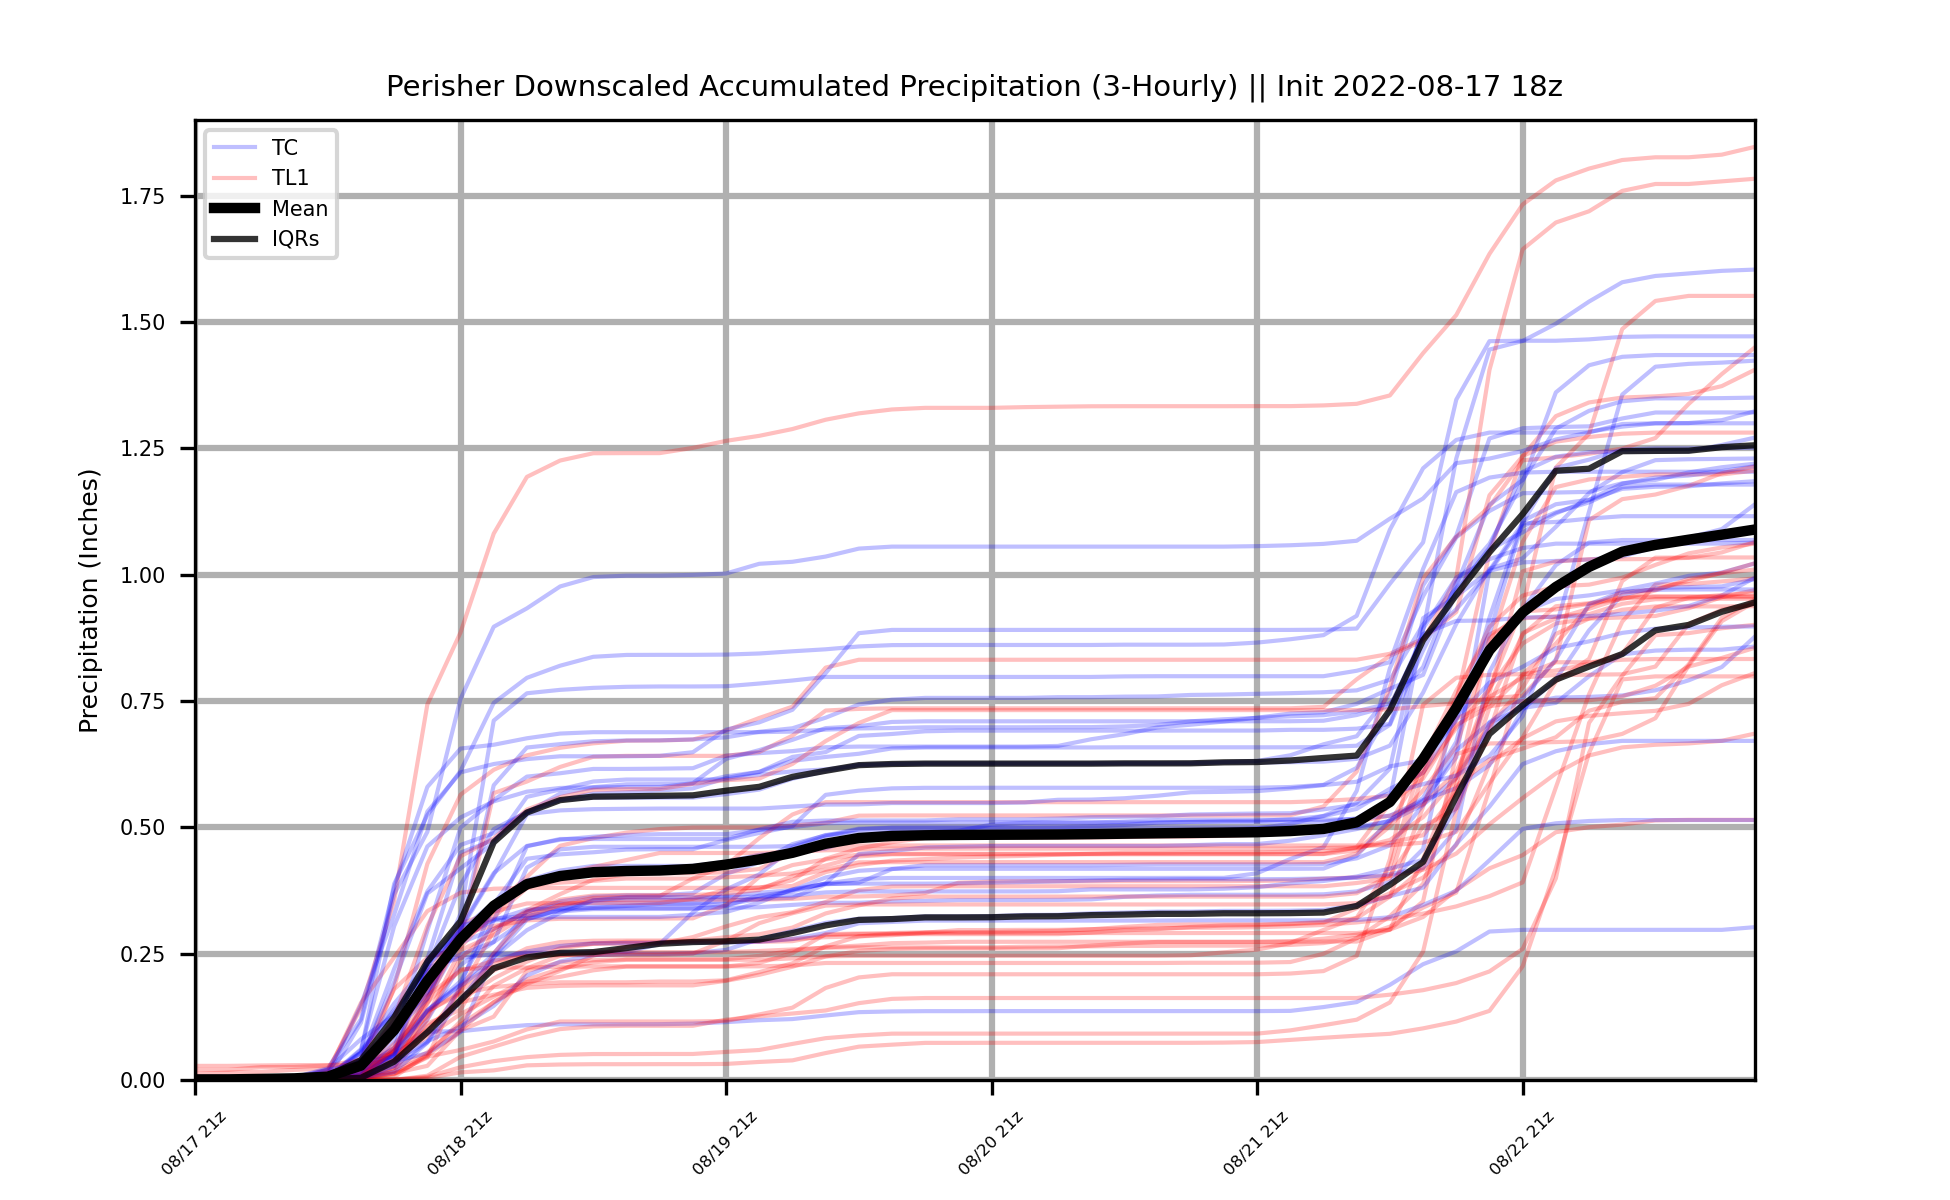 Perisher Downscaled Accumulated Precipitation (3-Hourly) || Init 2022-08-17 18z
TC
TL1
Mean
IQRs
Precipitation (Inches)
1.75
1.50
1.25
1.00
0.75
0.50
0.25
0.00
08/17 21z
08/18 21z
08/19 21z
08/20 21z
08/21 21z
08/22 21z